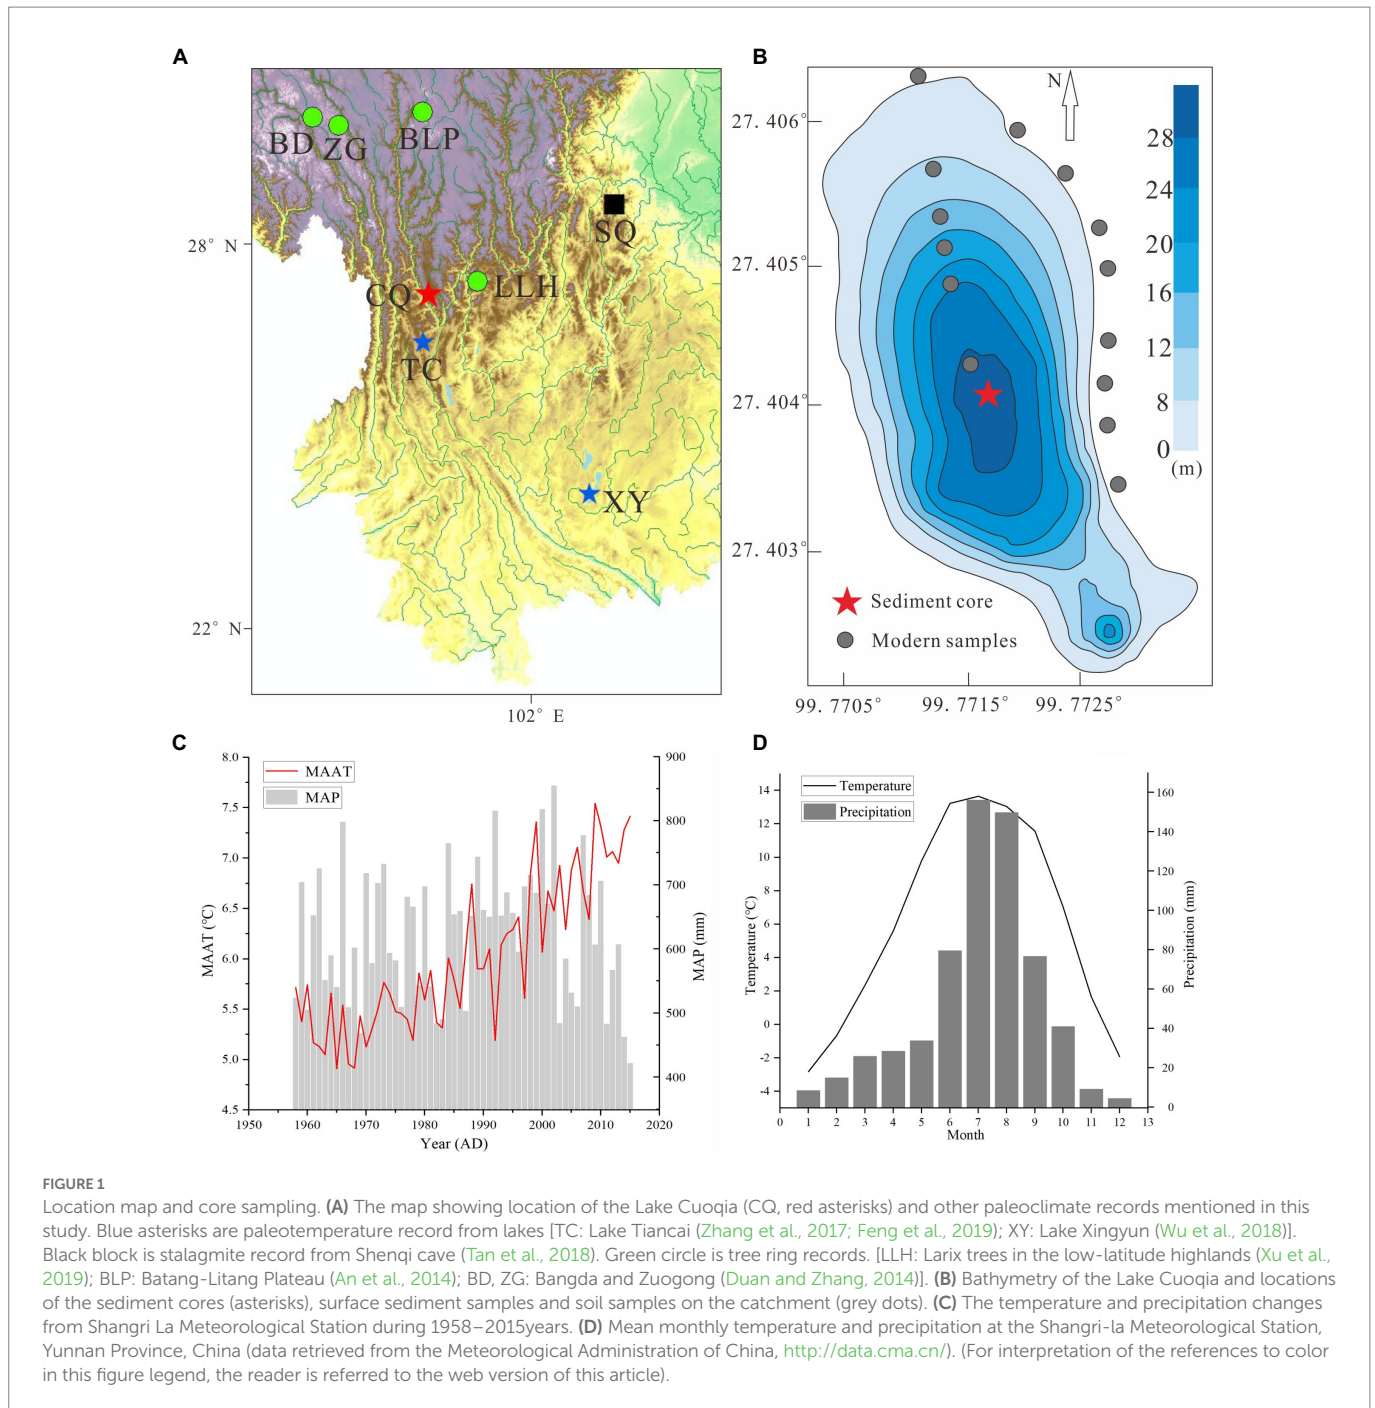 A
BD
ZG
BLP
SQ
28° N
CQ
LLH
TC
XY
22° N
102° E
B
N
27.406°
27.405°
27.404°
27.403°
28
24
20
16
12
8
0
(m)
Sediment core
Modern samples
99.7705°
99.7715°
99.7725°
C
MAAT
MAP
8.0
7.5
7.0
6.5
6.0
5.5
5.0
4.5
MAAT (℃)
900
800
700
600
500
400
MAP (mm)
1950
1960
1970
1980
1990
2000
2010
2020
Year (AD)
D
Temperature
Precipitation
14
12
10
8
6
4
2
0
-2
-4
Temperature (℃)
160
140
120
100
80
60
40
20
0
Precipitation (mm)
0
1
2
3
4
5
6
7
8
9
10
11
12
13
Month
FIGURE 1
Location map and core sampling. (A) The map showing location of the Lake Cuoqia (CQ, red asterisks) and other paleoclimate records mentioned in this
study. Blue asterisks are paleotemperature record from lakes [TC: Lake Tiancai (Zhang et al., 2017; Feng et al., 2019); XY: Lake Xingyun (Wu et al., 2018)].
Black block is stalagmite record from Shenqi cave (Tan et al., 2018). Green circle is tree ring records. [LLH: Larix trees in the low-latitude highlands (Xu et al.,
2019); BLP: Batang-Litang Plateau (An et al., 2014); BD, ZG: Bangda and Zuogong (Duan and Zhang, 2014)]. (B) Bathymetry of the Lake Cuoqia and locations
of the sediment cores (asterisks), surface sediment samples and soil samples on the catchment (grey dots). (C) The temperature and precipitation changes
from Shangri La Meteorological Station during 1958–2015years. (D) Mean monthly temperature and precipitation at the Shangri-la Meteorological Station,
Yunnan Province, China (data retrieved from the Meteorological Administration of China, http://data.cma.cn/). (For interpretation of the references to color
in this figure legend, the reader is referred to the web version of this article).